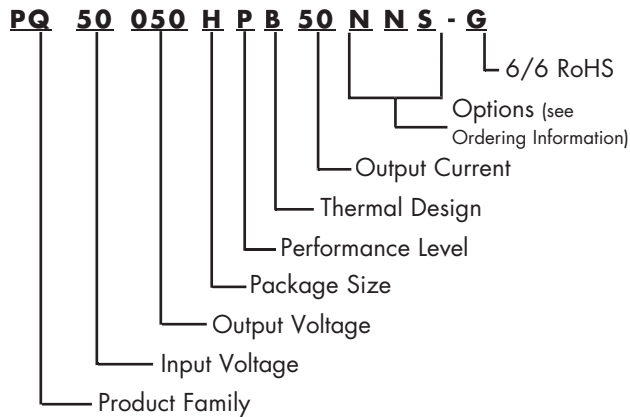 PQ 50 050 H P B 50 N N S - G
6/6 RoHS
Options (see
Ordering Information)
Output Current
Thermal Design
Performance Level
Package Size
Output Voltage
Input Voltage
Product Family